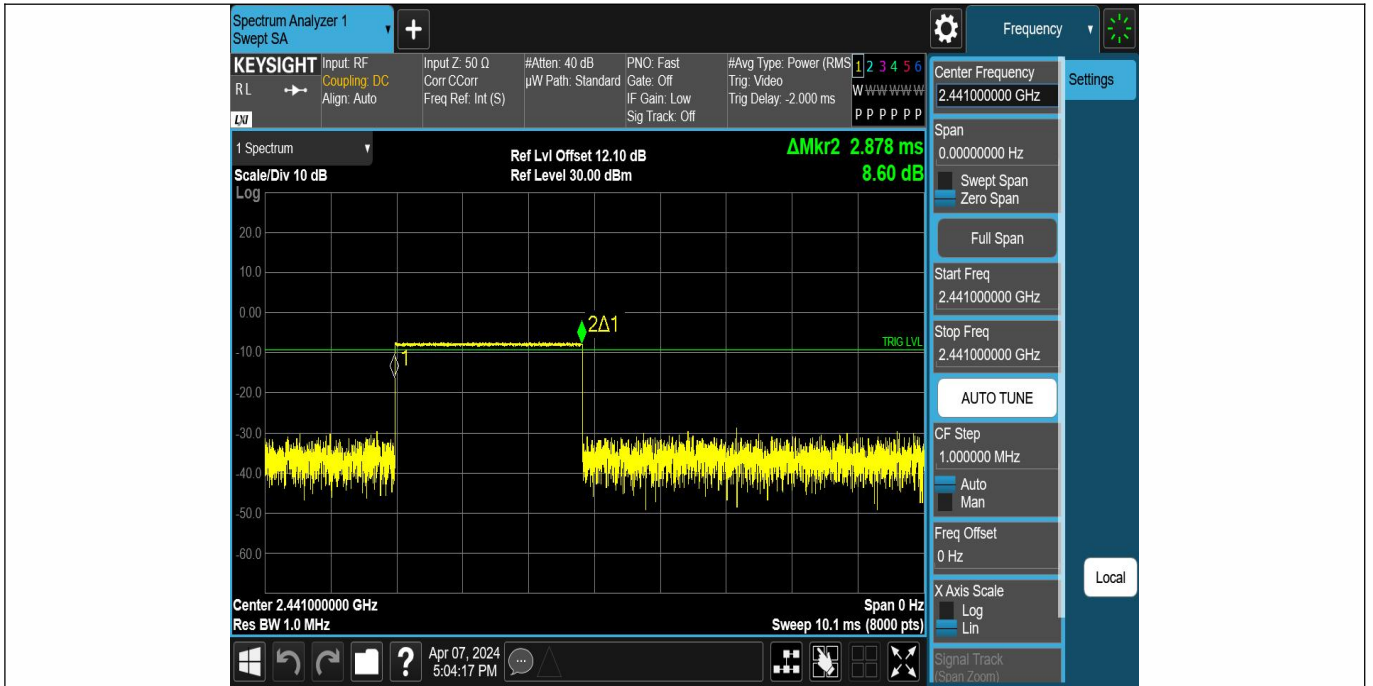 Spectrum Analyzer 1
Swept SA
+
Frequency
KEYSIGHT
RL
LXI
Input: RF
Coupling: DC
Align: Auto
Input Z: 50 Ω
Corr CCorr
Freq Ref: Int (S)
#Atten: 40 dB
µW Path: Standard
PNO: Fast
Gate: Off
IF Gain: Low
Sig Track: Off
#Avg Type: Power (RMS
Trig: Video
Trig Delay: -2.000 ms
1 2 3 4 5 6
W W W W W W
P P P P P P
1 Spectrum
Scale/Div 10 dB
Log
Ref Lvl Offset 12.10 dB
Ref Level 30.00 dBm
ΔMkr2 2.878 ms
8.60 dB
20.0
10.0
0.00
-10.0
-20.0
-30.0
-40.0
-50.0
-60.0
2Δ1
1
TRIG LVL
Center 2.441000000 GHz
Res BW 1.0 MHz
Span 0 Hz
Sweep 10.1 ms (8000 pts)
Center Frequency
2.441000000 GHz
Settings
Span
0.00000000 Hz
Swept Span
Zero Span
Full Span
Start Freq
2.441000000 GHz
Stop Freq
2.441000000 GHz
AUTO TUNE
CF Step
1.000000 MHz
Auto
Man
Freq Offset
0 Hz
X Axis Scale
Log
Lin
Signal Track
(Span Zoom)
Local
?
Apr 07, 2024
5:04:17 PM